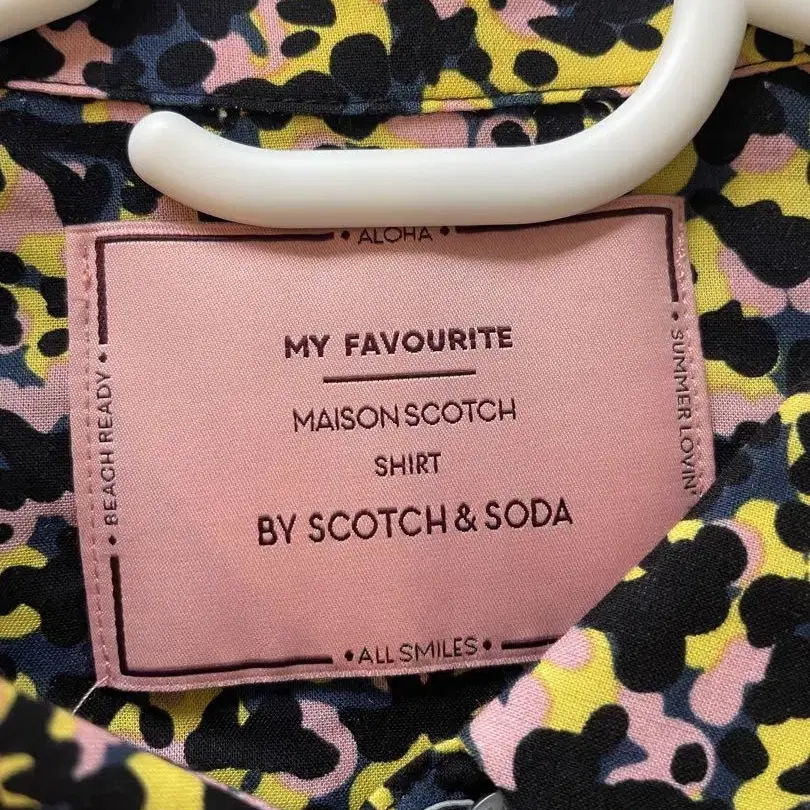 • ALOHA •
MY FAVOURITE
MAISON SCOTCH
SHIRT
BY SCOTCH & SODA
• BEACH READY •
• SUMMER LOVIN'
• ALL SMILES •